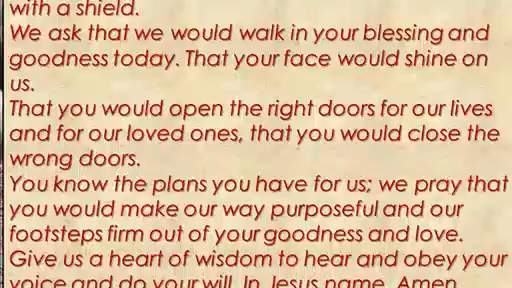 with a shield.
We ask that we would walk in your blessing and
goodness today. That your face would shine on
us.
That you would open the right doors for our lives
and for our loved ones, that you would close the
wrong doors.
You know the plans you have for us; we pray that
you would make our way purposeful and our
footsteps firm out of your goodness and love.
Give us a heart of wisdom to hear and obey your
voice and do your will. In Jesus name, Amen